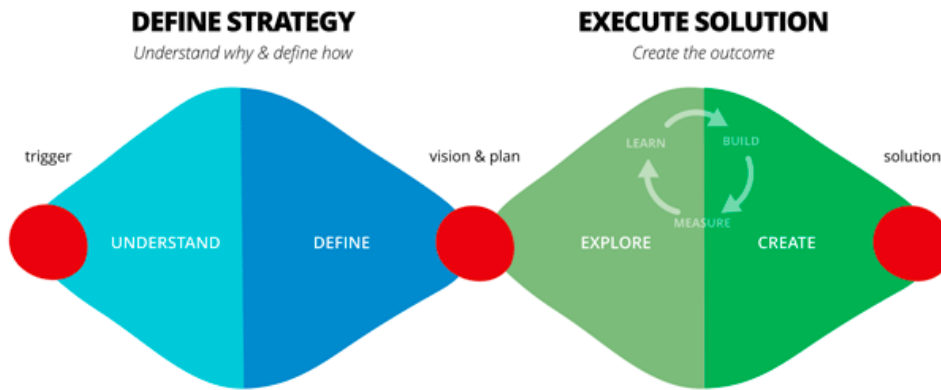 DEFINE STRATEGY
Understand why & define how
EXECUTE SOLUTION
Create the outcome
trigger
vision & plan
solution
LEARN
BUILD
MEASURE
UNDERSTAND
DEFINE
EXPLORE
CREATE